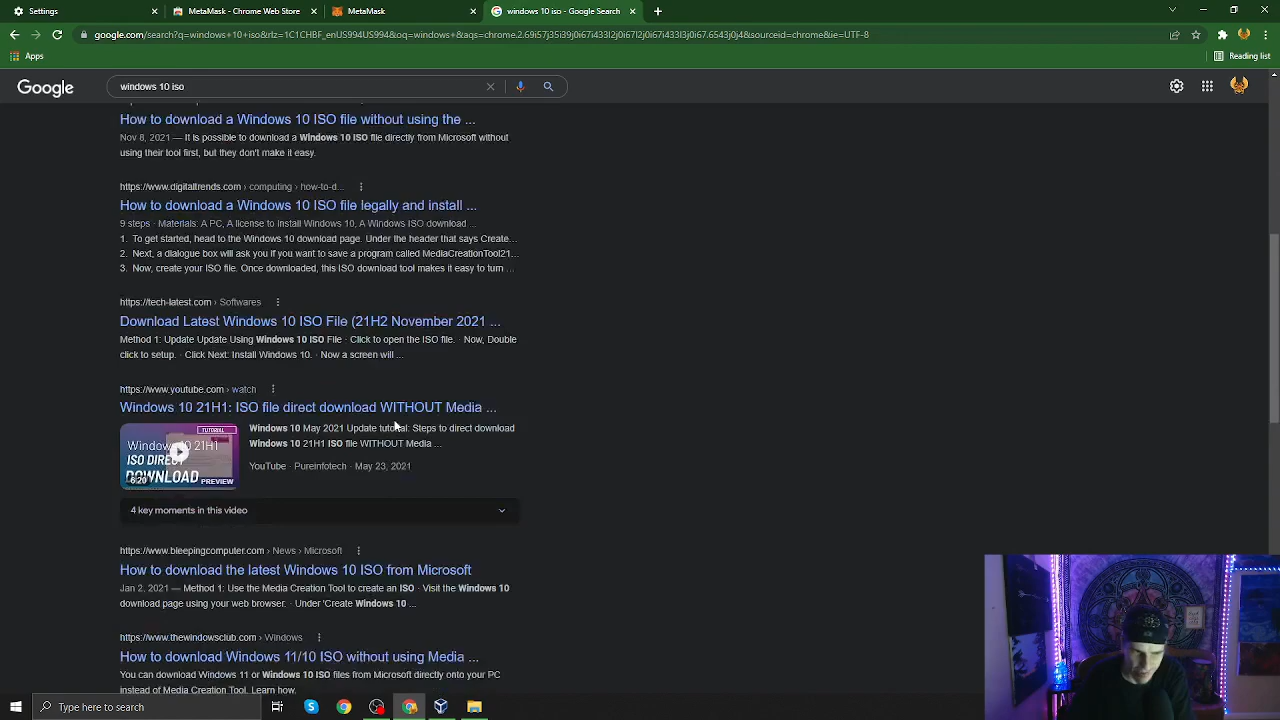 Settings
MetaMask - Chrome Web Store
MetaMask
windows 10 iso - Google Search
google.com/search?q=windows+10+iso&rlz=1C1CHBF_enUS994US994&oq=windows+&aqs=chrome.2.69i57j35i39j0i67i433l2j0i67l2j0i67i433l3j0i67.6543j0j4&sourceid=chrome&ie=UTF-8
Apps
Reading list
Google
windows 10 iso
How to download a Windows 10 ISO file without using the ...
Nov 8, 2021 — It is possible to download a Windows 10 ISO file directly from Microsoft without
using their tool first, but they don't make it easy.
https://www.digitaltrends.com › computing › how-to-d...
How to download a Windows 10 ISO file legally and install ...
9 steps · Materials: A PC, A license to install Windows 10, A Windows ISO download ...
1. To get started, head to the Windows 10 download page. Under the header that says Create...
2. Next, a dialogue box will ask you if you want to save a program called MediaCreationTool21...
3. Now, create your ISO file. Once downloaded, this ISO download tool makes it easy to turn ...
https://tech-latest.com › Softwares
Download Latest Windows 10 ISO File (21H2 November 2021 ...
Method 1: Update Update Using Windows 10 ISO File · Click to open the ISO file. · Now, Double
click to setup. · Click Next: Install Windows 10. · Now a screen will ...
https://www.youtube.com › watch
Windows 10 21H1: ISO file direct download WITHOUT Media ...
TUTORIAL
Windows 10 21H1
ISO DIRECT
DOWNLOAD
6:20
PREVIEW
Windows 10 May 2021 Update tutorial: Steps to direct download
Windows 10 21H1 ISO file WITHOUT Media ...
YouTube · Pureinfotech · May 23, 2021
4 key moments in this video
https://www.bleepingcomputer.com › News › Microsoft
How to download the latest Windows 10 ISO from Microsoft
Jan 2, 2021 — Method 1: Use the Media Creation Tool to create an ISO · Visit the Windows 10
download page using your web browser. · Under 'Create Windows 10 ...
https://www.thewindowsclub.com › Windows
How to download Windows 11/10 ISO without using Media ...
You can download Windows 11 or Windows 10 ISO files from Microsoft directly onto your PC
instead of Media Creation Tool. Learn how.
Type here to search